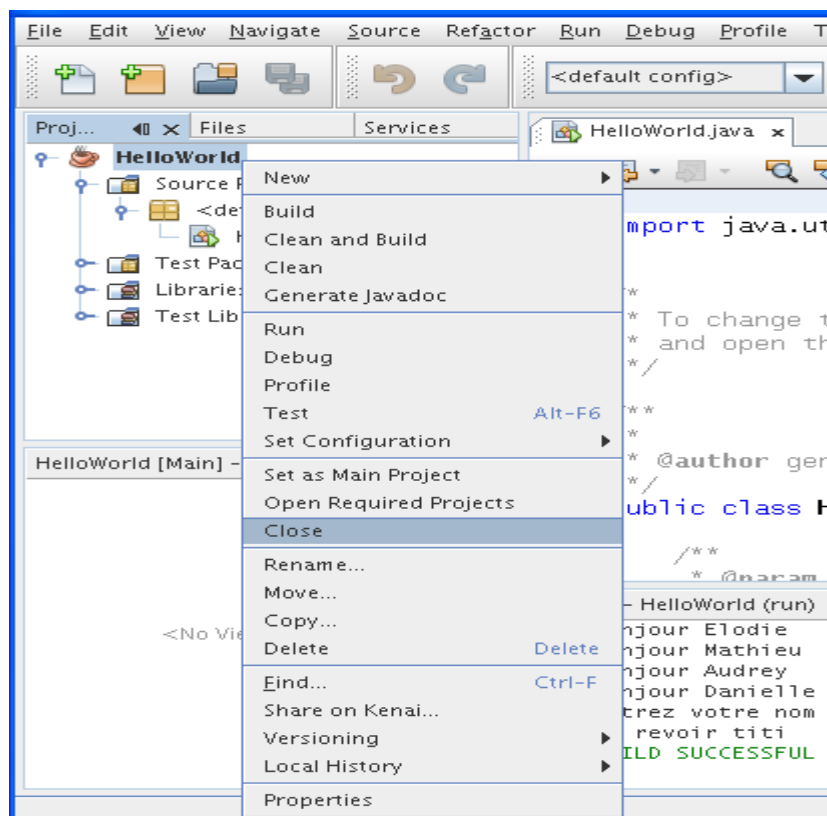 File Edit View Navigate Source Refactor Run Debug Profile T
<default config>
Proj... Files Services
HelloWorld.java
HelloWorld
Source P
<de
H
Test Pac
Libraries
Test Lib
New
Build
Clean and Build
Clean
Generate Javadoc
Run
Debug
Profile
Test Alt-F6
Set Configuration
Set as Main Project
Open Required Projects
Close
Rename...
Move...
Copy...
Delete Delete
Find... Ctrl-F
Share on Kenai...
Versioning
Local History
Properties
HelloWorld [Main] -
<No Vie
mport java.ut
/*
* To change t
* and open th
*/
/**
*
* @author ger
*/
ublic class H
/**
* @param
- HelloWorld (run)
njour Elodie
njour Mathieu
njour Audrey
njour Danielle
trez votre nom
revoir titi
ILD SUCCESSFUL